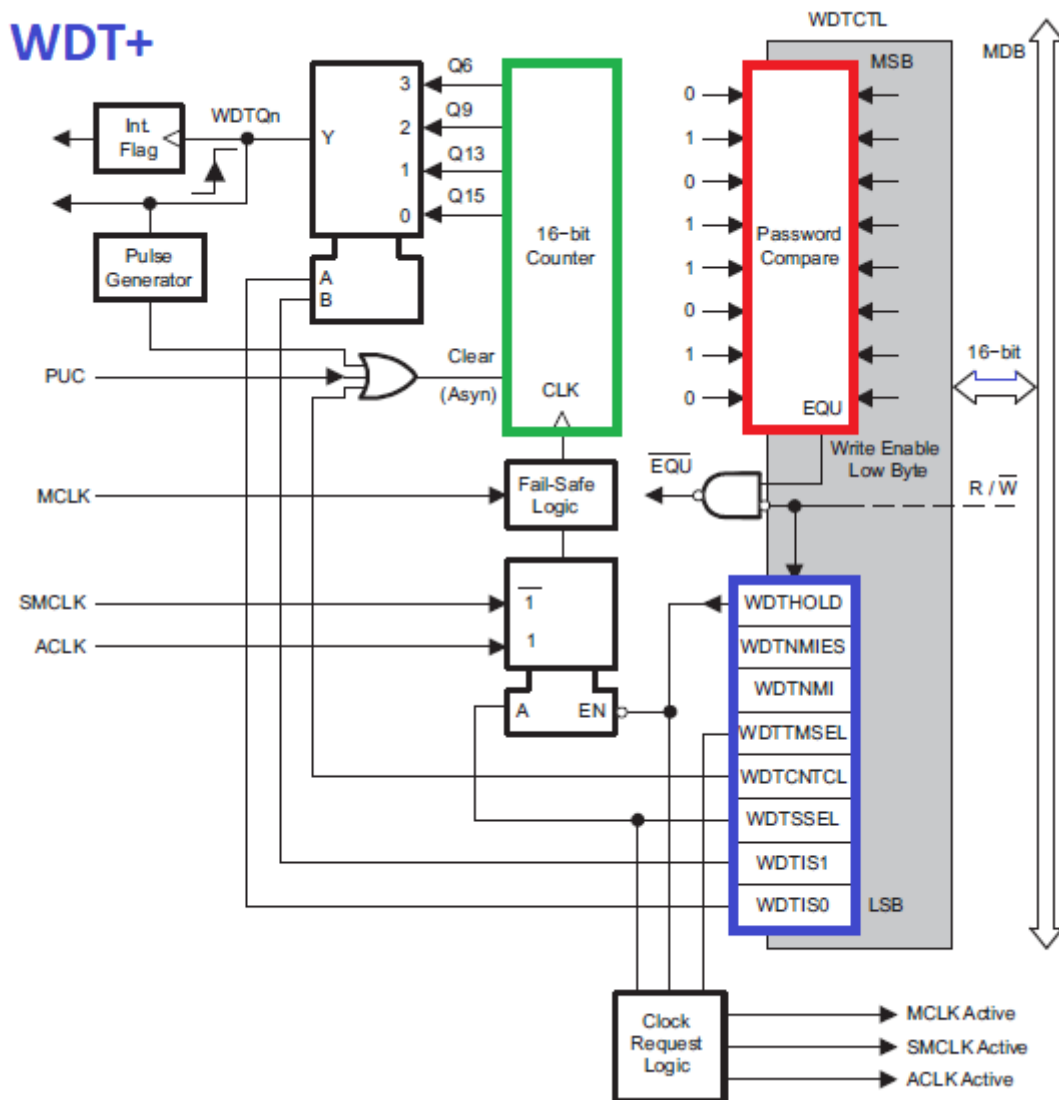 WDT+
WDTCTL
MDB
MSB
Q6
3
0
Int.
Flag
WDTQn
Y
Q9
2
1
Q13
1
0
Q15
0
1
16−bit
Counter
Password
Compare
Pulse
Generator
A
B
1
0
1
0
16−bit
PUC
Clear
(Asyn)
CLK
EQU
Write Enable
Low Byte
EQU
R / W
MCLK
Fail-Safe
Logic
SMCLK
1
ACLK
1
A
EN
WDTHOLD
WDTNMIES
WDTNMI
WDTTMSEL
WDTCNTCL
WDTSSEL
WDTIS1
WDTIS0
LSB
Clock
Request
Logic
MCLK Active
SMCLK Active
ACLK Active